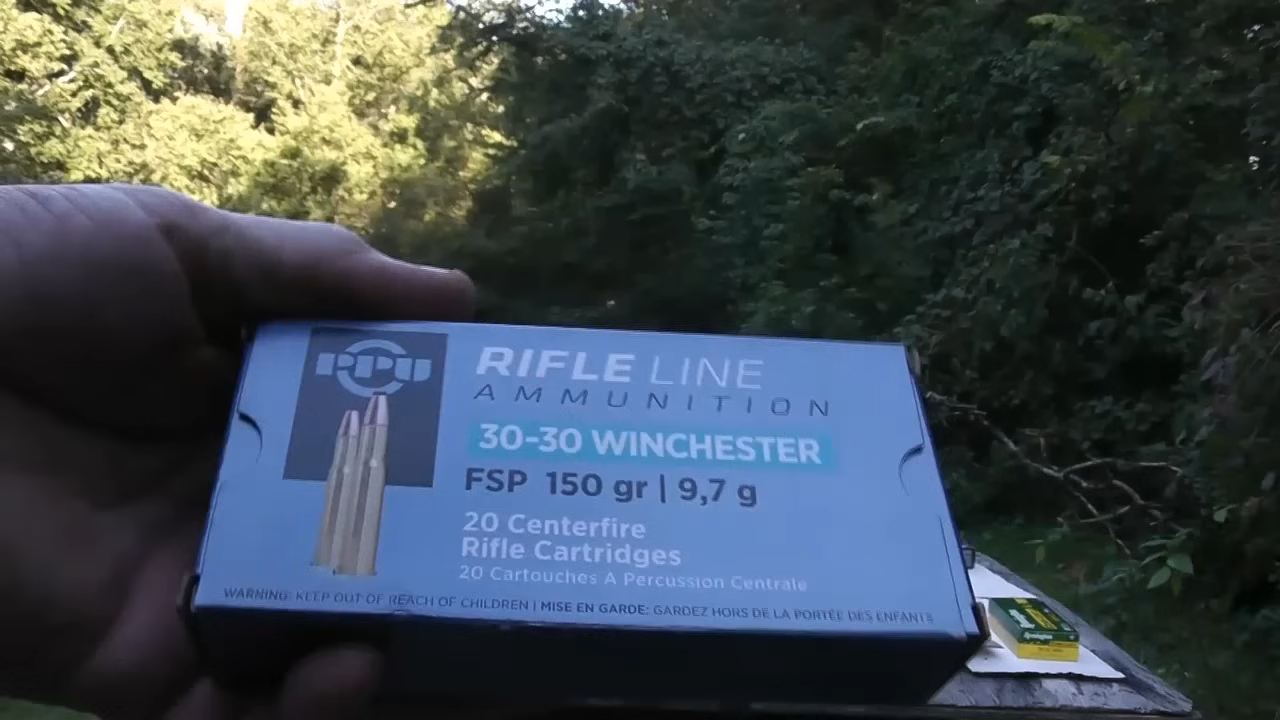 PPU
RIFLE LINE
AMMUNITION
30-30 WINCHESTER
FSP 150 gr | 9,7 g
20 Centerfire
Rifle Cartridges
20 Cartouches A Percussion Centrale
WARNING: KEEP OUT OF REACH OF CHILDREN | MISE EN GARDE: GARDEZ HORS DE LA PORTÉE DES ENFANTS
Remington